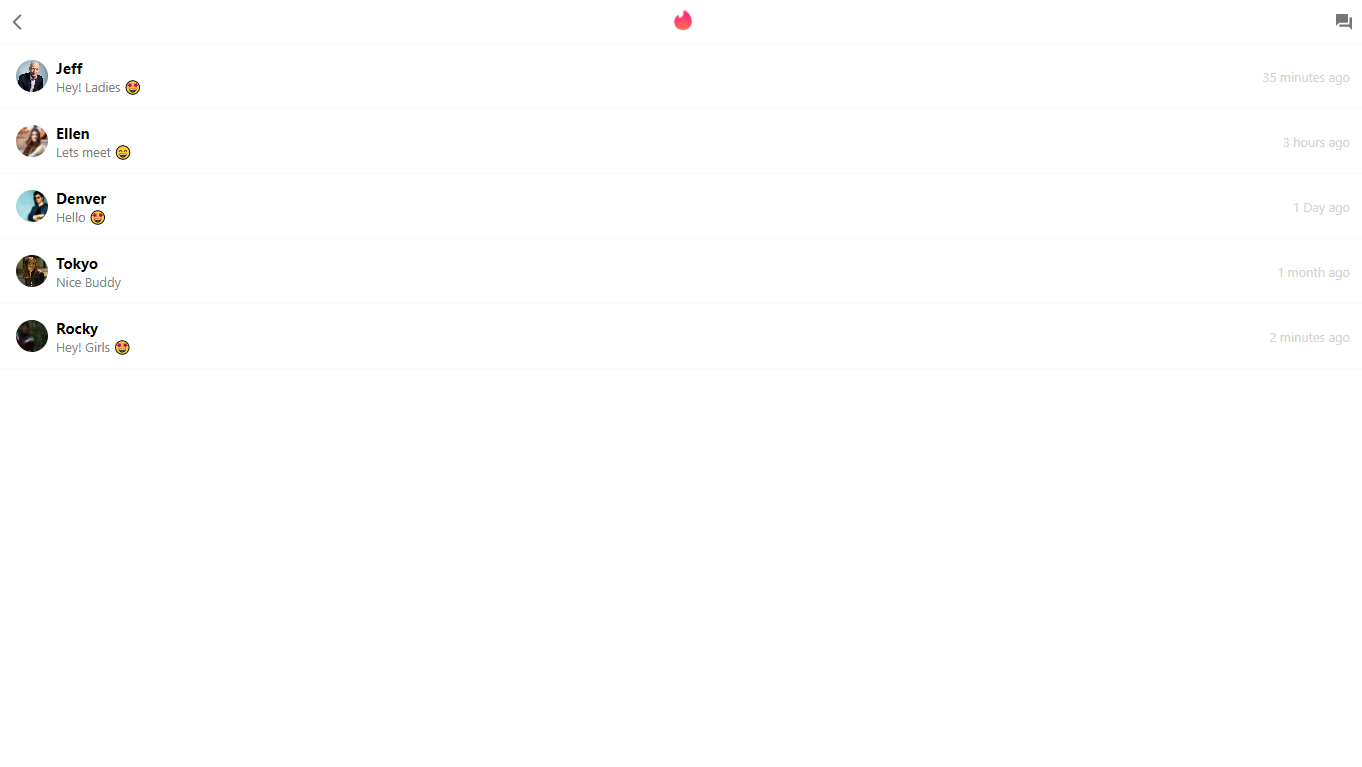 Jeff
Hey! Ladies 🤩
35 minutes ago
Ellen
Lets meet 😄
3 hours ago
Denver
Hello 🤩
1 Day ago
Tokyo
Nice Buddy
1 month ago
Rocky
Hey! Girls 🤩
2 minutes ago